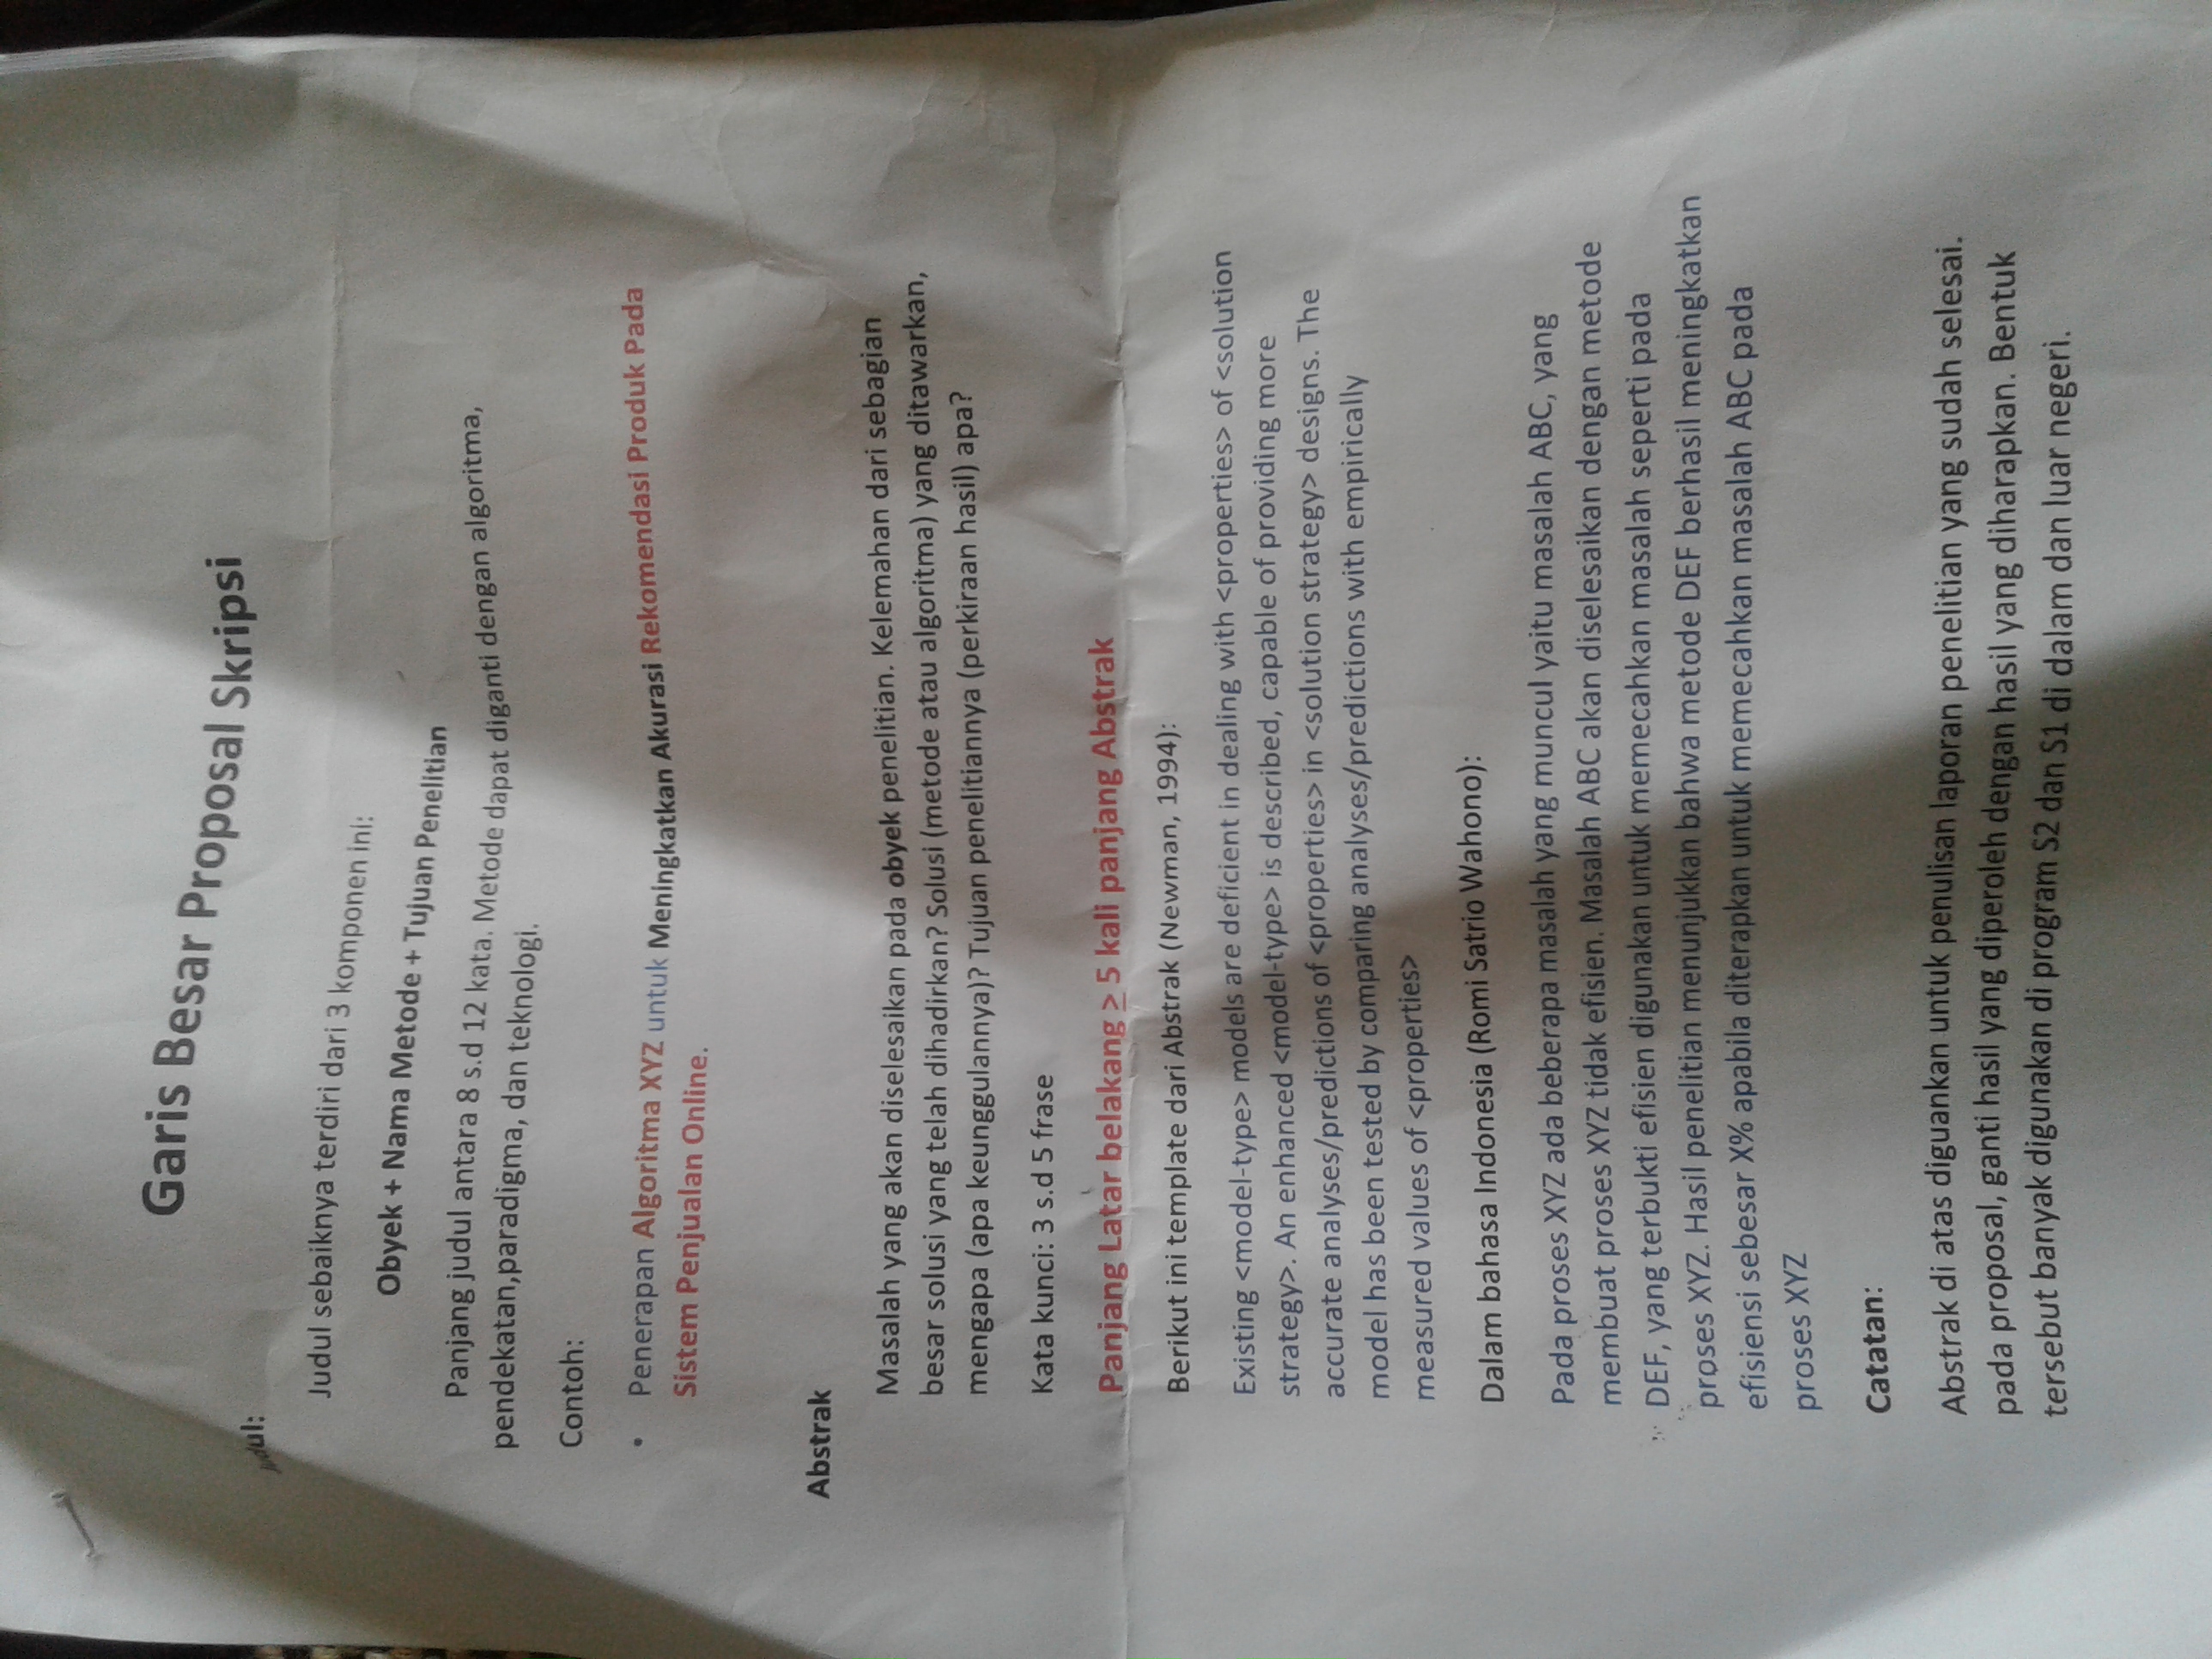 Garis Besar Proposal Skripsi
Judul:
Judul sebaiknya terdiri dari 3 komponen ini:
Obyek + Nama Metode + Tujuan Penelitian
Panjang judul antara 8 s.d 12 kata. Metode dapat diganti dengan algoritma,
pendekatan,paradigma, dan teknologi.
Contoh:
• Penerapan Algoritma XYZ untuk Meningkatkan Akurasi Rekomendasi Produk Pada
Sistem Penjualan Online.
Abstrak
Masalah yang akan diselesaikan pada obyek penelitian. Kelemahan dari sebagian
besar solusi yang telah dihadirkan? Solusi (metode atau algoritma) yang ditawarkan,
mengapa (apa keunggulannya)? Tujuan penelitiannya (perkiraan hasil) apa?
Kata kunci: 3 s.d 5 frase
Panjang Latar belakang ≥ 5 kali panjang Abstrak
Berikut ini template dari Abstrak (Newman, 1994):
Existing <model-type> models are deficient in dealing with <properties> of <solution
strategy>. An enhanced <model-type> is described, capable of providing more
accurate analyses/predictions of <properties> in <solution strategy> designs. The
model has been tested by comparing analyses/predictions with empirically
measured values of <properties>
Dalam bahasa Indonesia (Romi Satrio Wahono):
Pada proses XYZ ada beberapa masalah yang muncul yaitu masalah ABC, yang
membuat proses XYZ tidak efisien. Masalah ABC akan diselesaikan dengan metode
DEF, yang terbukti efisien digunakan untuk memecahkan masalah seperti pada
proses XYZ. Hasil penelitian menunjukkan bahwa metode DEF berhasil meningkatkan
efisiensi sebesar X% apabila diterapkan untuk memecahkan masalah ABC pada
proses XYZ
Catatan:
Abstrak di atas diguankan untuk penulisan laporan penelitian yang sudah selesai.
pada proposal, ganti hasil yang diperoleh dengan hasil yang diharapkan. Bentuk
tersebut banyak digunakan di program S2 dan S1 di dalam dan luar negeri.